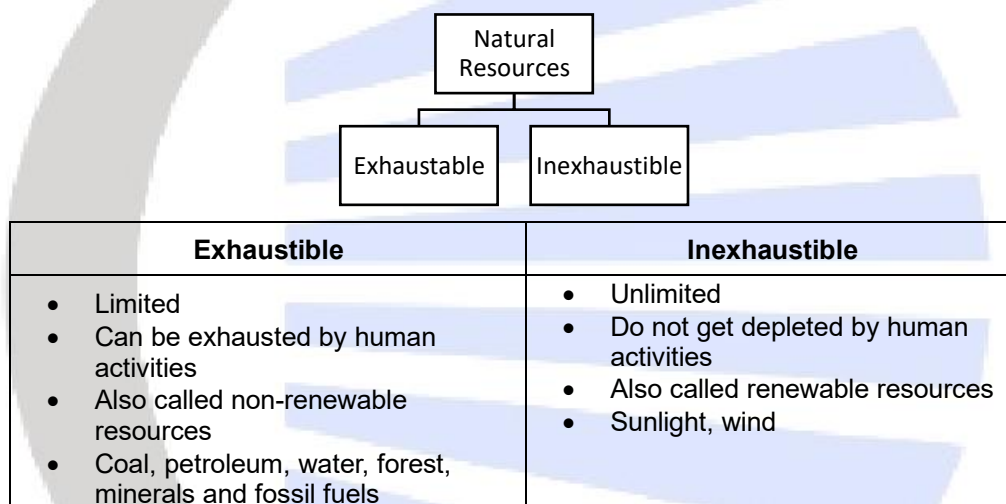 Natural
Resources
Exhaustable
Inexhaustible
Exhaustible
Inexhaustible
• Limited
• Can be exhausted by human
activities
• Also called non-renewable
resources
• Coal, petroleum, water, forest,
minerals and fossil fuels
• Unlimited
• Do not get depleted by human
activities
• Also called renewable resources
• Sunlight, wind